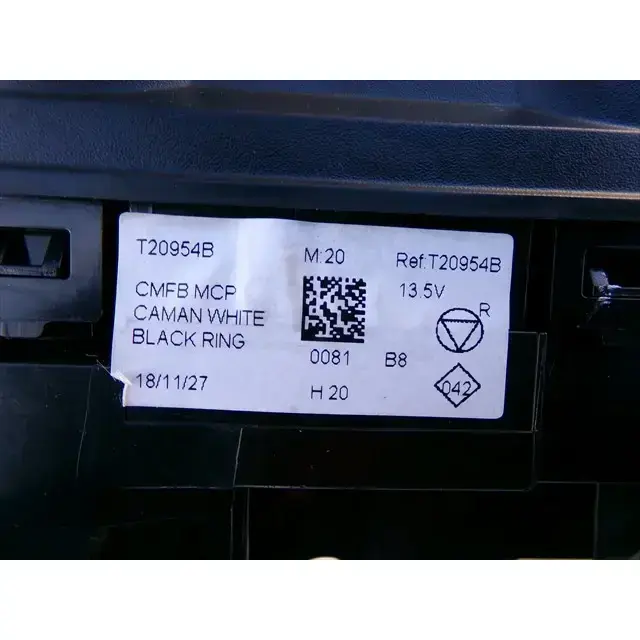 T20954B M:20 Ref:T20954B
CMFB MCP 13.5V
CAMAN WHITE
BLACK RING
R
0081 B8
18/11/27 H 20 042